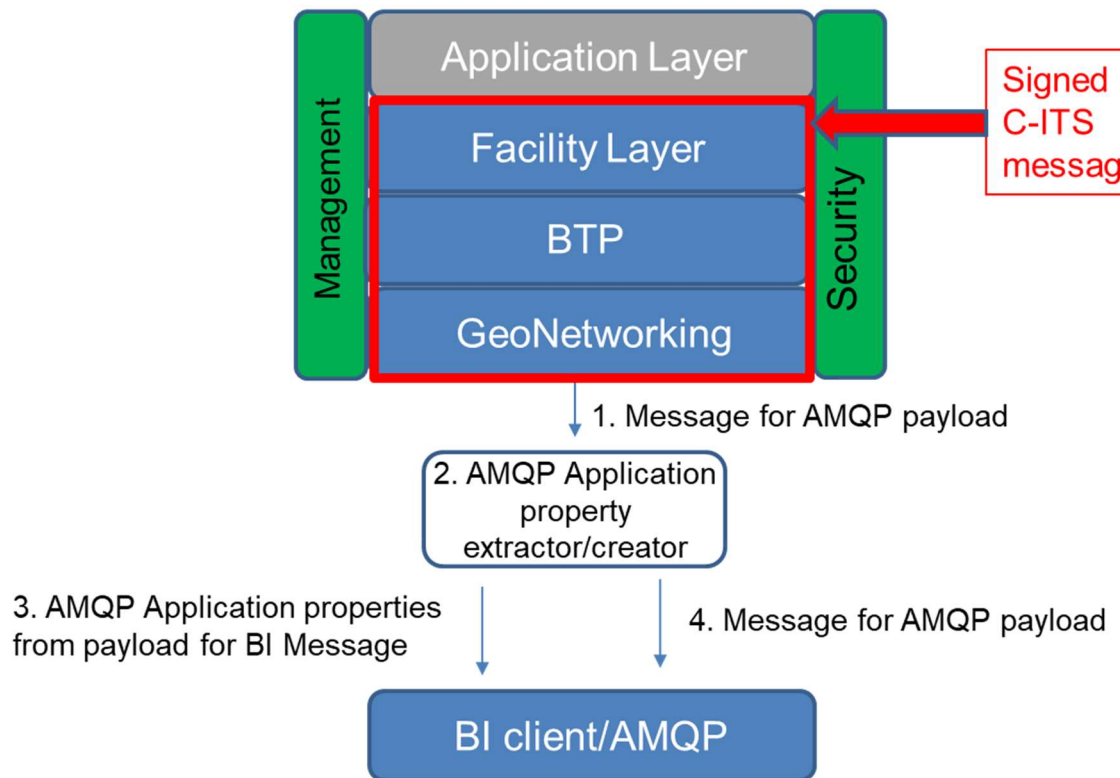 Application Layer
Management
Facility Layer
Security
Signed
C-ITS
messag
BTP
GeoNetworking
1. Message for AMQP payload
2. AMQP Application
property
extractor/creator
3. AMQP Application properties
from payload for BI Message
4. Message for AMQP payload
BI client/AMQP